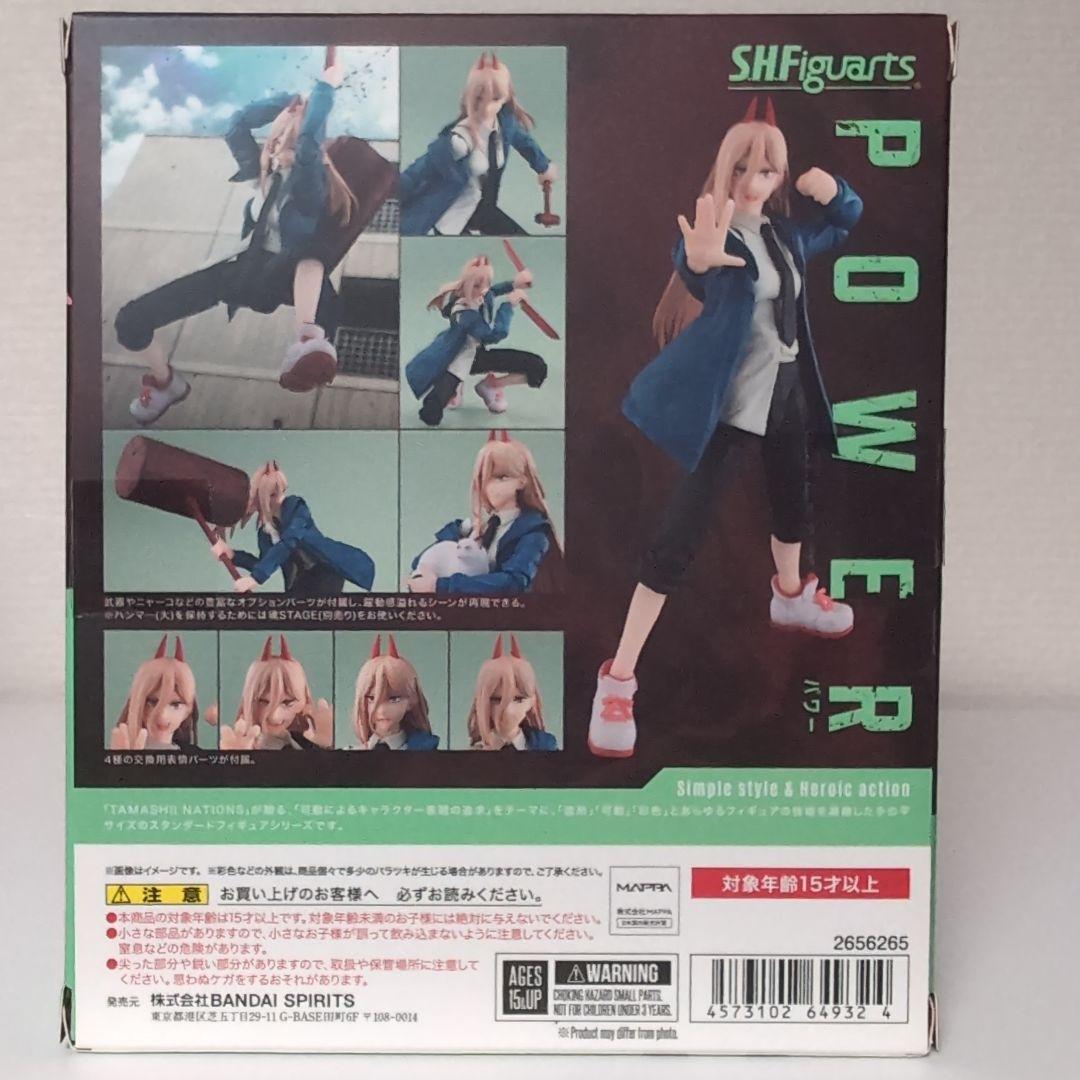 S.H.Figuarts
POWER
パワー
武器やニャーコなどの豊富なオプションパーツが付属し、躍動感溢れるシーンが再現できる。
※ハンマー(大)を保持するためには魂STAGE(別売り)をお使いください。
4種の交換用表情パーツが付属。
Simple style & Heroic action
「TAMASHII NATIONS」が贈る、「可動によるキャラクター表現の追求」をテーマに、「造形」「可動」「彩色」とあらゆるフィギュアの技術を凝縮した手の平
サイズのスタンダードフィギュアシリーズです。
※画像はイメージです。 ※彩色などの外観は、商品個々で多少のバラツキが生じる場合がありますので、ご了承ください。
注意 お買い上げのお客様へ 必ずお読みください。
●本商品の対象年齢は15才以上です。対象年齢未満のお子様には絶対に与えないでください。
●小さな部品がありますので、小さなお子様が誤って飲み込まないように注意してください。
窒息などの危険があります。
●尖った部分や鋭い部分がありますので、取扱や保管場所に注意して
ください。思わぬケガをするおそれがあります。
発売元 株式会社BANDAI SPIRITS
東京都港区芝五丁目29-11 G-BASE田町6F 〒108-0014
MAPPA
株式会社MAPPA
対象年齢15才以上
2656265
AGES
15&UP
WARNING
CHOKING HAZARD SMALL PARTS.
NOT FOR CHILDREN UNDER 3 YEARS.
※Product may differ from photo.
4573102 64932 4